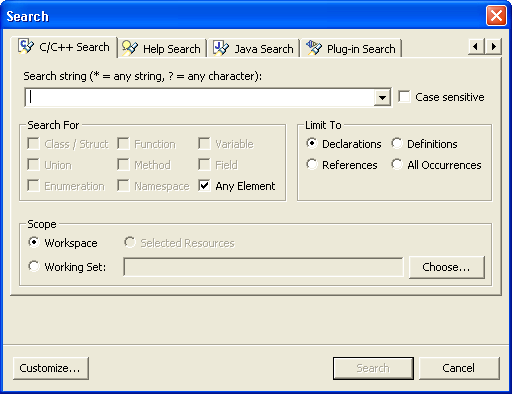 Search
C/C++ Search Help Search Java Search Plug-in Search
Search string (* = any string, ? = any character):
Case sensitive
Search For
Class / Struct Function Variable
Union Method Field
Enumeration Namespace Any Element
Limit To
Declarations Definitions
References All Occurrences
Scope
Workspace Selected Resources
Working Set: Choose...
Customize... Search Cancel